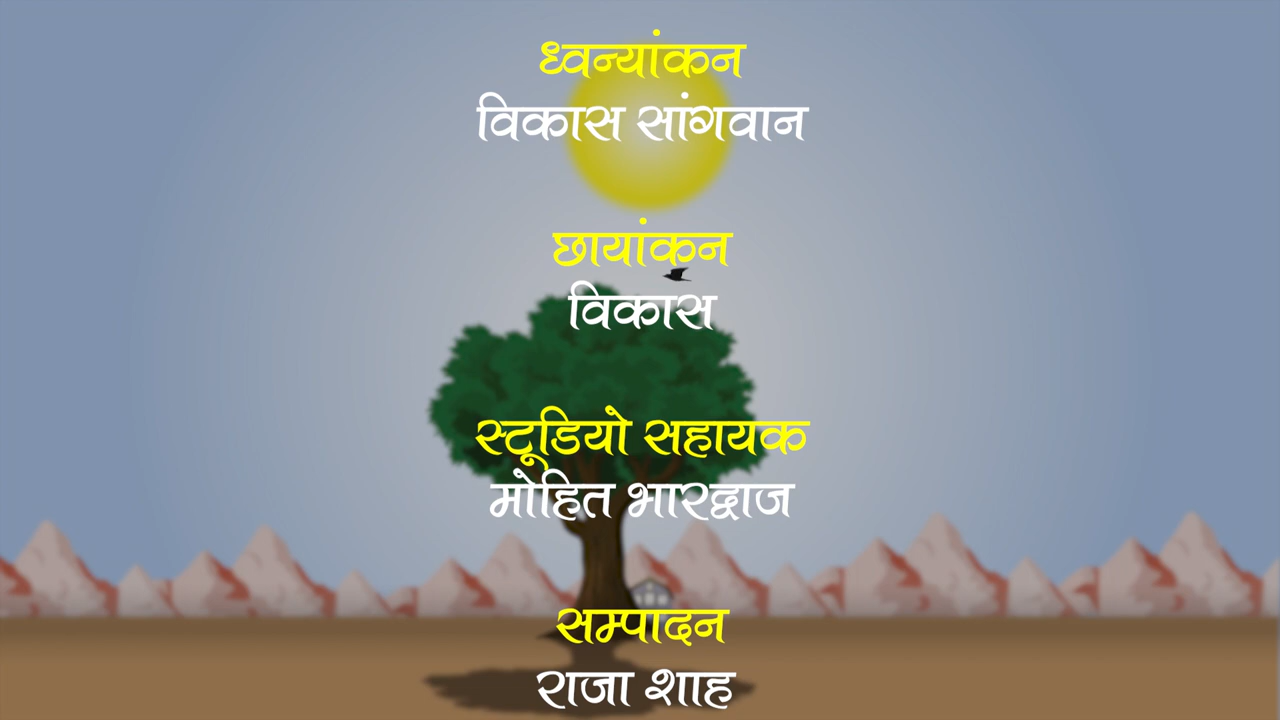 ध्वन्यांकन
विकास सांगवान
छायांकन
विकास
स्टूडियो सहायक
मोहित भारद्वाज
सम्पादन
राजा शाह